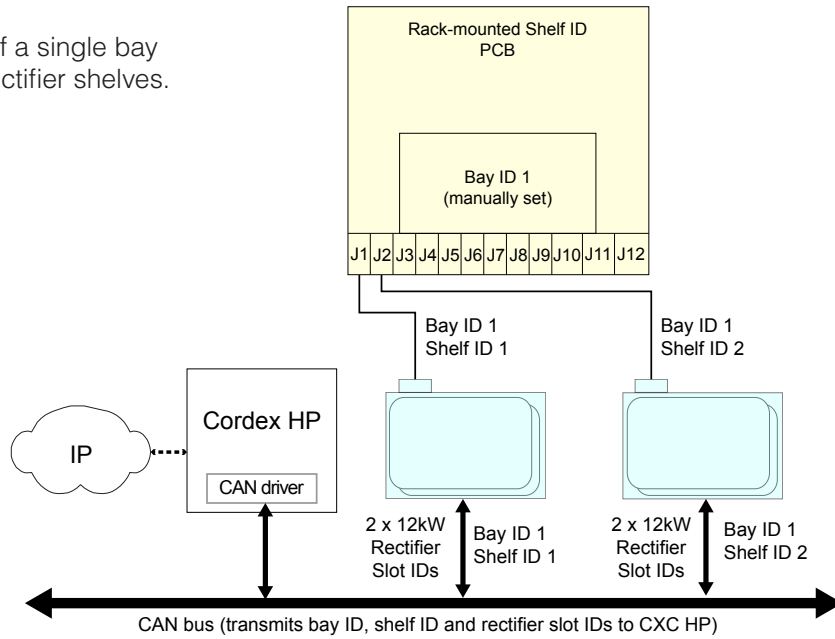 f a single bay
ctifier shelves.
Rack-mounted Shelf ID
PCB
Bay ID 1
(manually set)
J1 J2 J3 J4 J5 J6 J7 J8 J9 J10 J11 J12
Bay ID 1
Shelf ID 1
Bay ID 1
Shelf ID 2
IP
Cordex HP
CAN driver
2 x 12kW
Rectifier
Slot IDs
Bay ID 1
Shelf ID 1
2 x 12kW
Rectifier
Slot IDs
Bay ID 1
Shelf ID 2
CAN bus (transmits bay ID, shelf ID and rectifier slot IDs to CXC HP)